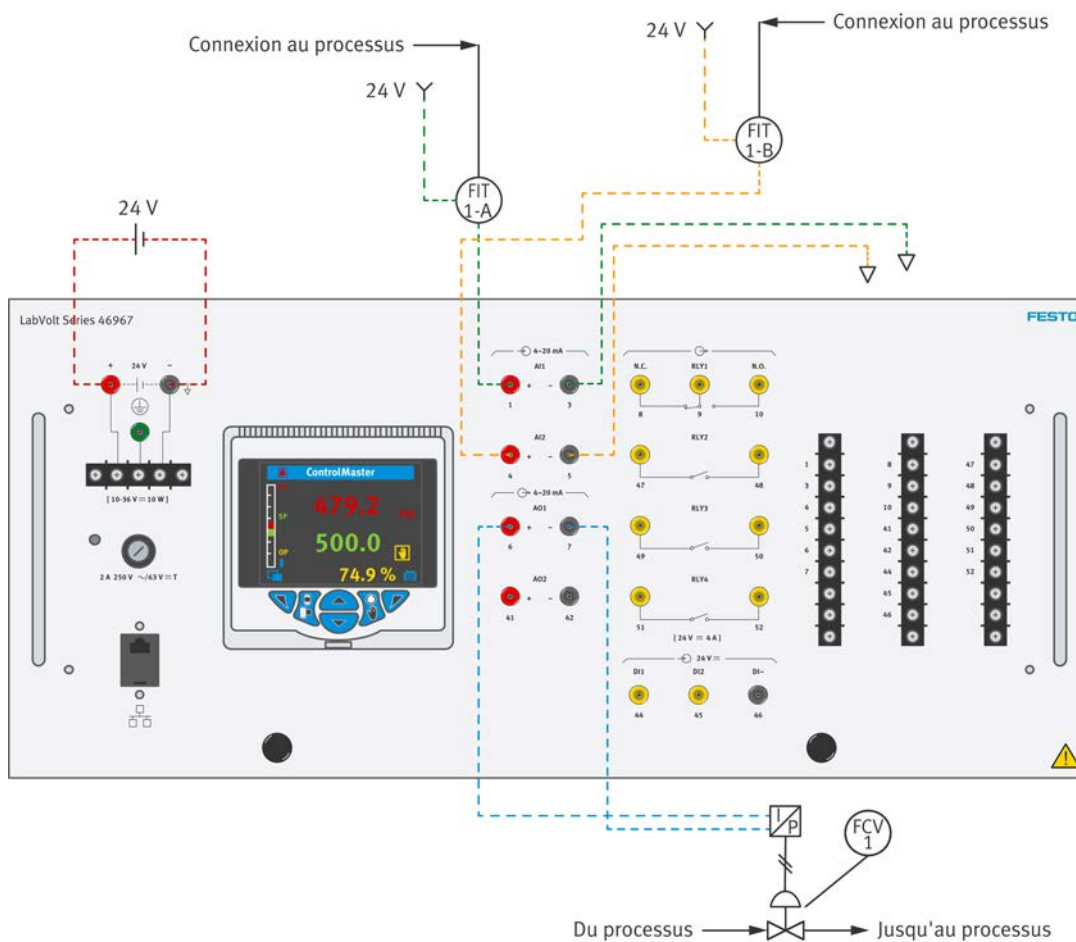 Connexion au processus
24 V
Connexion au processus
24 V
FIT
1-B
FIT
1-A
24 V
LabVolt Series 46967
FESTO
+ 24 V -
[ 10-36 V ⎓ 10 W ]
2 A 250 V ~/63 V ⎓ T
ControlMaster
SP
OP
479.2
500.0
74.9 %
4-20 mA
AI1
+ -
1 3
AI2
+ -
4 5
4-20 mA
AO1
+ -
6 7
AO2
+ -
41 42
N.C. RLY1 N.O.
8 9 10
RLY2
47 48
RLY3
49 50
RLY4
51 52
[ 24 V ⎓ 4 A ]
24 V ⎓
DI1 DI2 DI-
44 45 46
1
3
4
5
6
7
8
9
10
41
42
44
45
46
47
48
49
50
51
52
I
P
FCV
1
Du processus
Jusqu'au processus